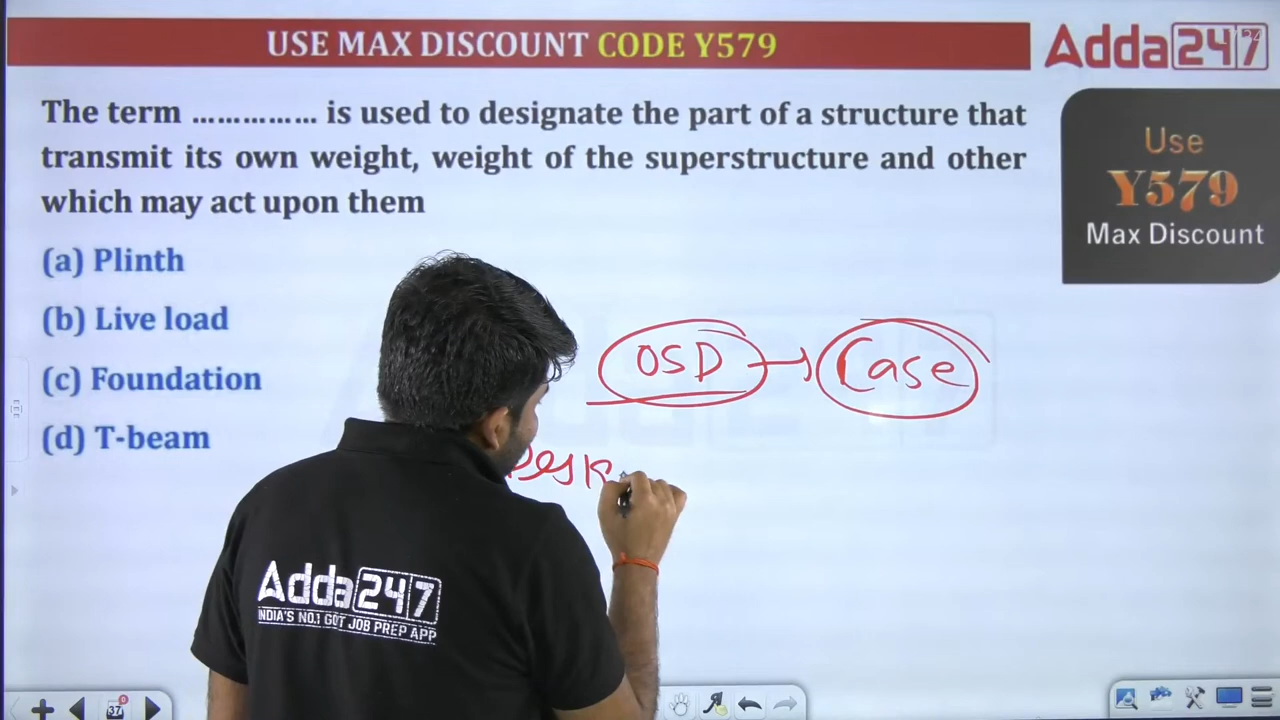 USE MAX DISCOUNT CODE Y579
Adda247
The term …………… is used to designate the part of a structure that
transmit its own weight, weight of the superstructure and other
which may act upon them
Use
Y579
Max Discount
(a) Plinth
(b) Live load
(c) Foundation
(d) T-beam
OSD → Case
Adda247
INDIA'S NO.1 GOVT JOB PREP APP
37